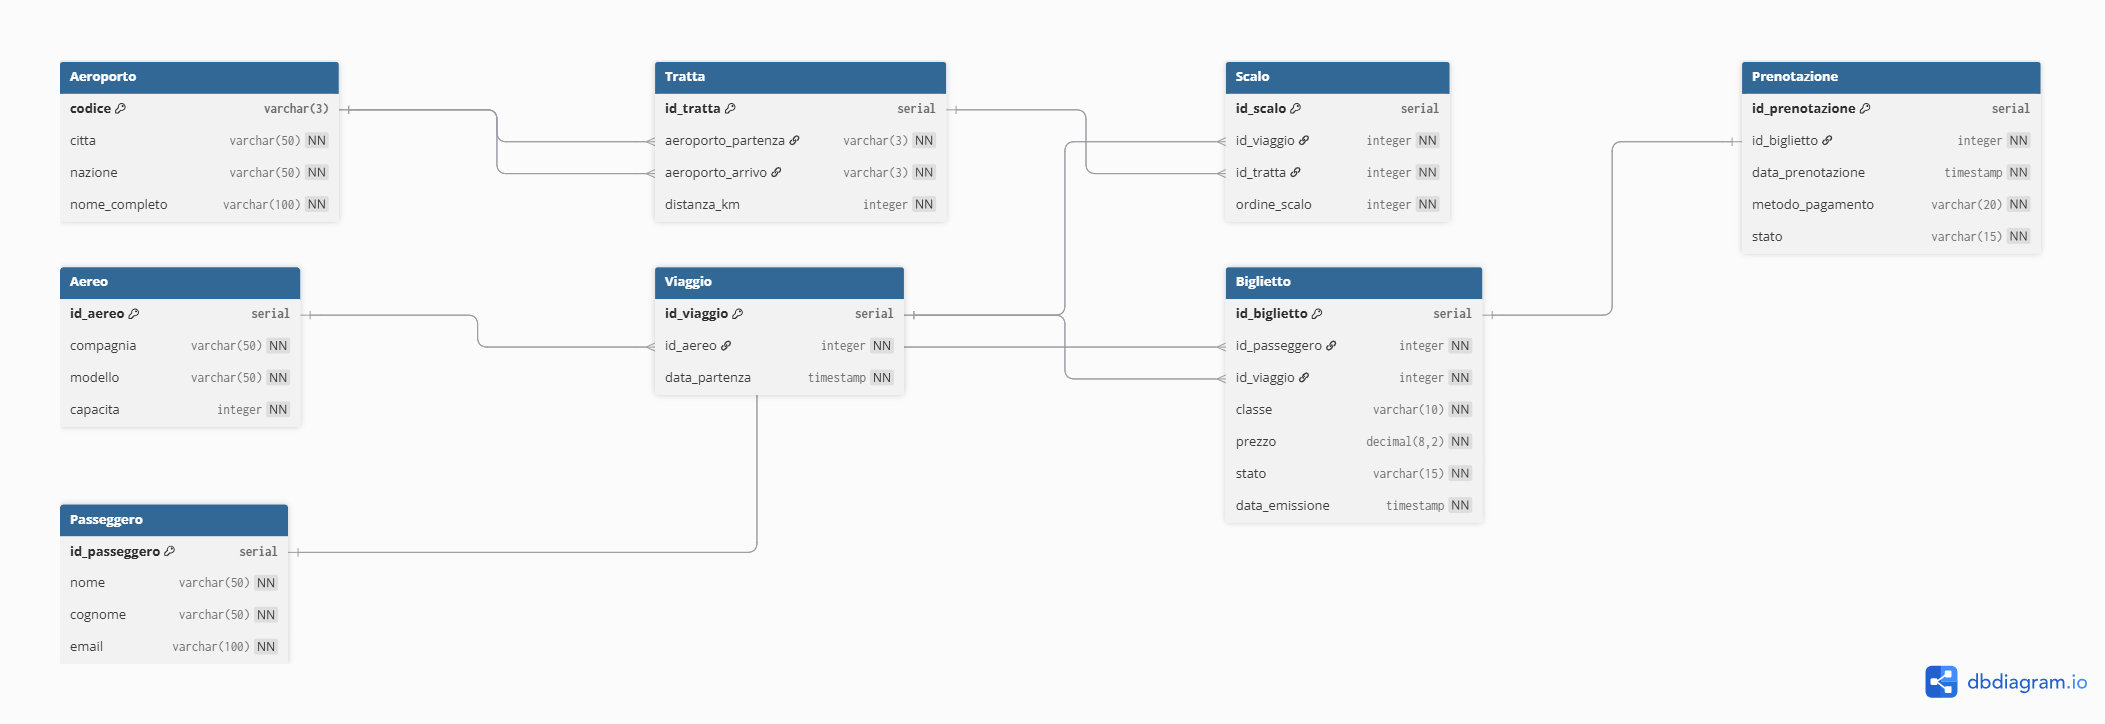 Aeroporto
codice varchar(3)
citta varchar(50) NN
nazione varchar(50) NN
nome_completo varchar(100) NN
Tratta
id_tratta serial
aeroporto_partenza varchar(3) NN
aeroporto_arrivo varchar(3) NN
distanza_km integer NN
Scalo
id_scalo serial
id_viaggio integer NN
id_tratta integer NN
ordine_scalo integer NN
Prenotazione
id_prenotazione serial
id_biglietto integer NN
data_prenotazione timestamp NN
metodo_pagamento varchar(20) NN
stato varchar(15) NN
Aereo
id_aereo serial
compagnia varchar(50) NN
modello varchar(50) NN
capacita integer NN
Viaggio
id_viaggio serial
id_aereo integer NN
data_partenza timestamp NN
Biglietto
id_biglietto serial
id_passeggero integer NN
id_viaggio integer NN
classe varchar(10) NN
prezzo decimal(8,2) NN
stato varchar(15) NN
data_emissione timestamp NN
Passeggero
id_passeggero serial
nome varchar(50) NN
cognome varchar(50) NN
email varchar(100) NN
dbdiagram.io